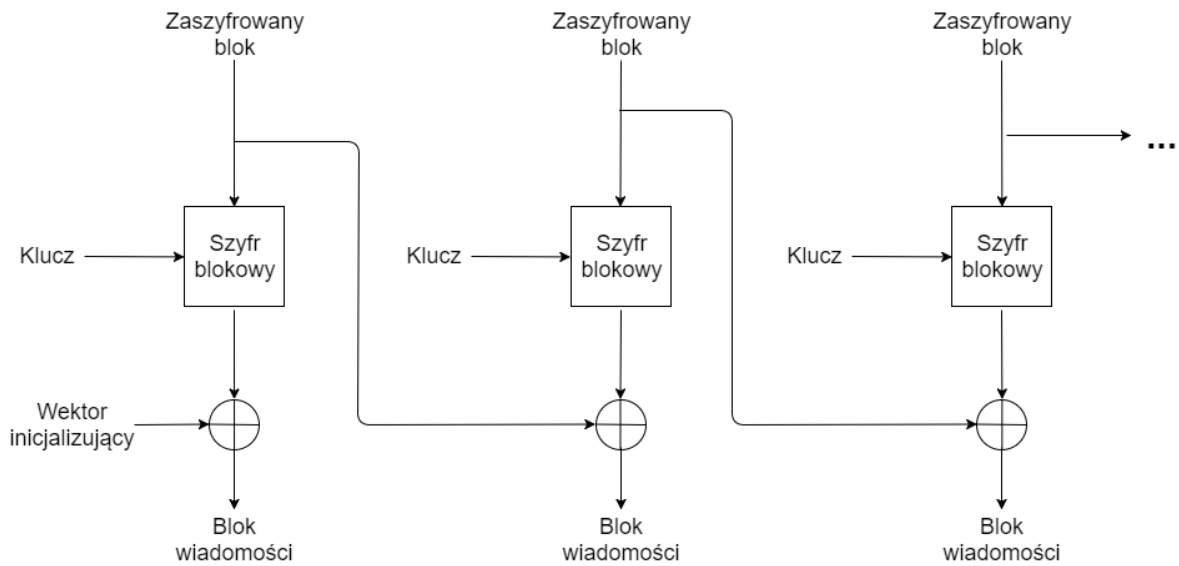 Zaszyfrowany
blok
Zaszyfrowany
blok
Zaszyfrowany
blok
...
Klucz
Szyfr
blokowy
Klucz
Szyfr
blokowy
Klucz
Szyfr
blokowy
Wektor
inicjalizujący
Blok
wiadomości
Blok
wiadomości
Blok
wiadomości